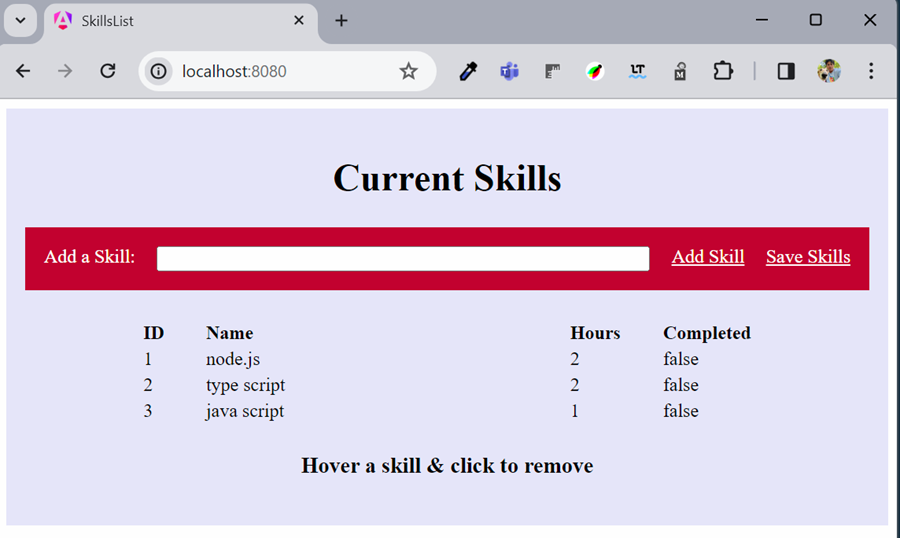 SkillsList
localhost:8080
LT
M
Current Skills
Add a Skill: Add Skill Save Skills
ID Name Hours Completed
1 node.js 2 false
2 type script 2 false
3 java script 1 false
Hover a skill & click to remove